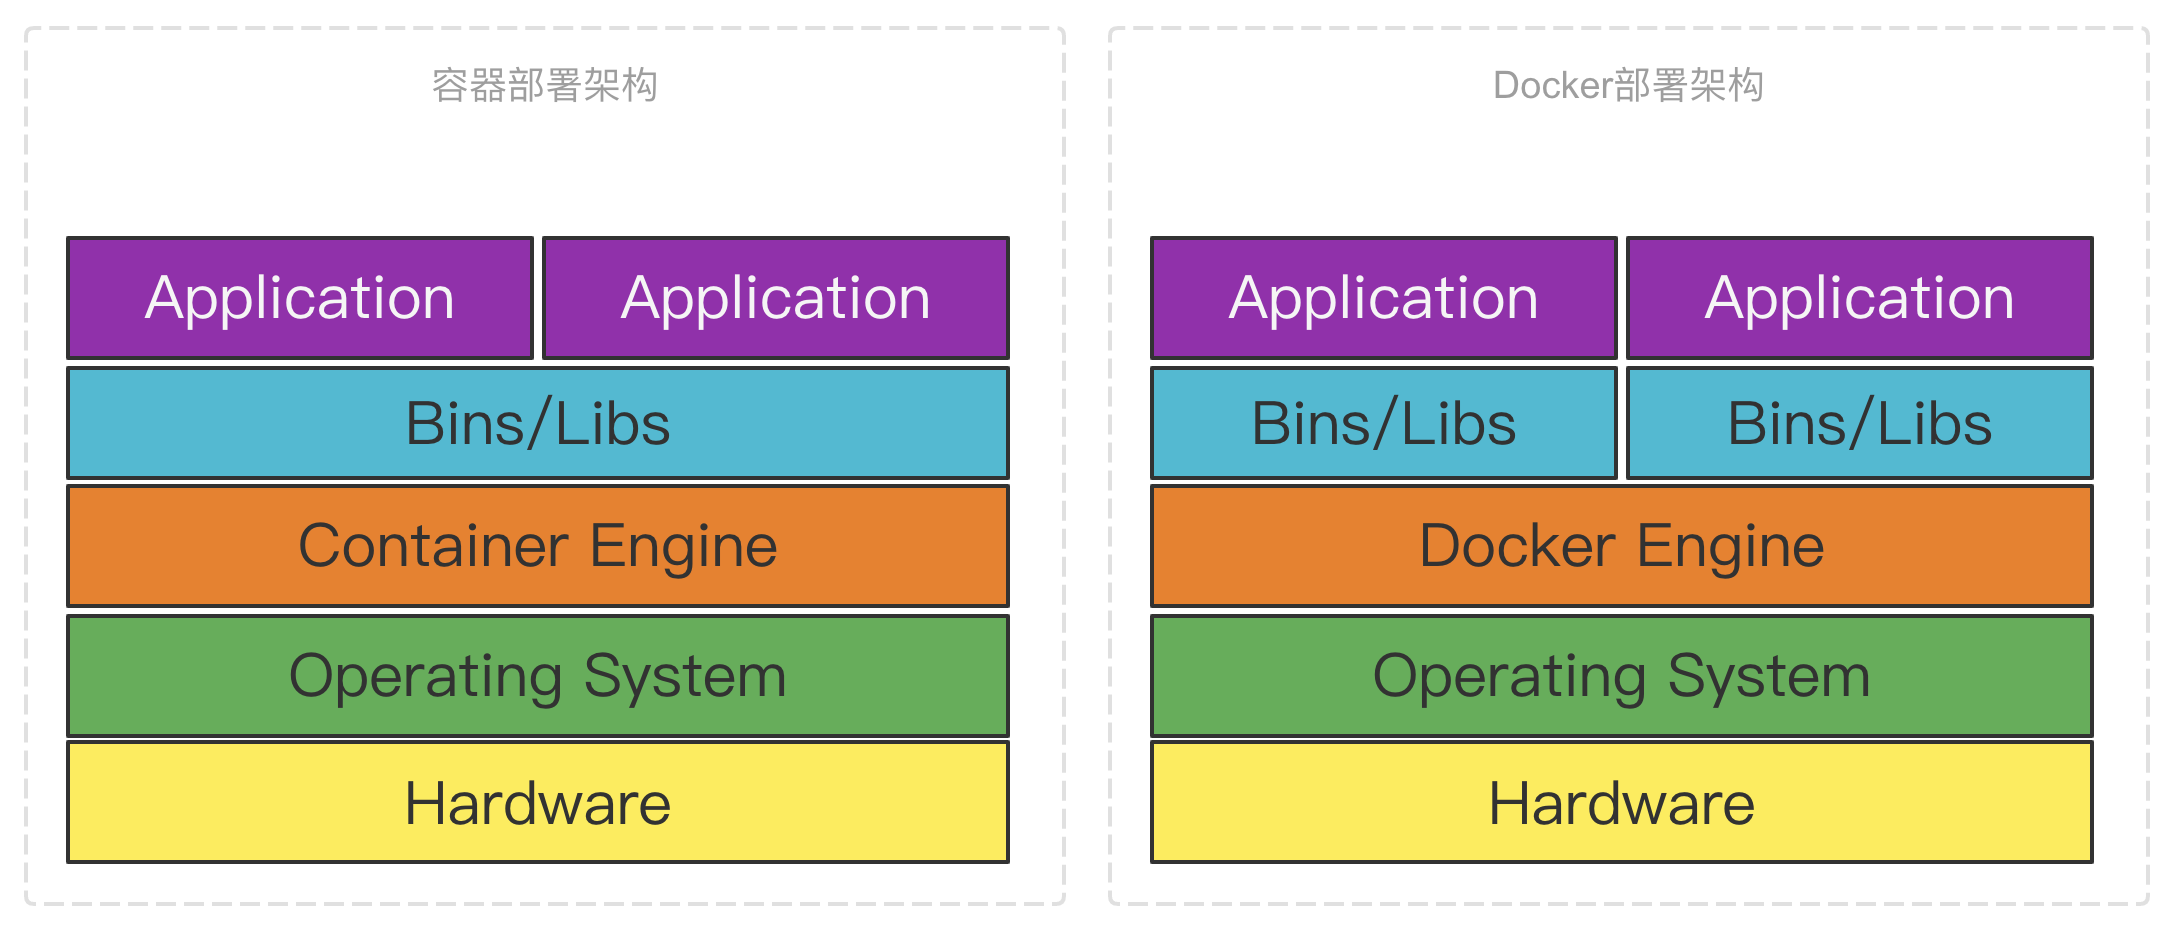 容器部署架构
Application Application
Bins/Libs
Container Engine
Operating System
Hardware
Docker部署架构
Application Application
Bins/Libs Bins/Libs
Docker Engine
Operating System
Hardware